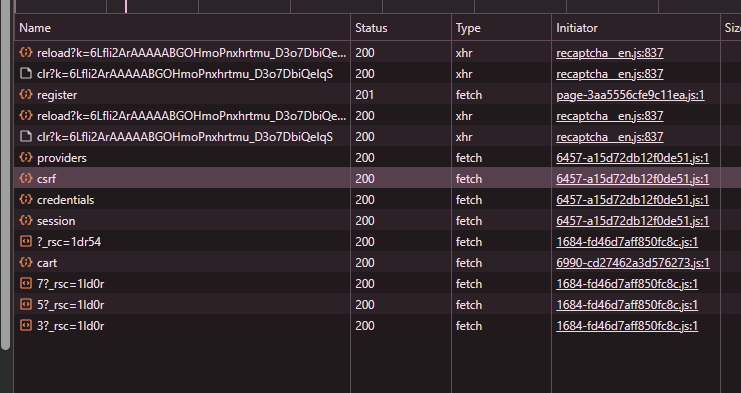 Name Status Type Initiator Siz
reload?k=6Lfli2ArAAAAABGOHmoPnxhrtmu_D3o7DbiQe... 200 xhr recaptcha__en.js:837
clr?k=6Lfli2ArAAAAABGOHmoPnxhrtmu_D3o7DbiQeIqS 200 xhr recaptcha__en.js:837
register 201 fetch page-3aa5556cfe9c11ea.js:1
reload?k=6Lfli2ArAAAAABGOHmoPnxhrtmu_D3o7DbiQe... 200 xhr recaptcha__en.js:837
clr?k=6Lfli2ArAAAAABGOHmoPnxhrtmu_D3o7DbiQeIqS 200 xhr recaptcha__en.js:837
providers 200 fetch 6457-a15d72db12f0de51.js:1
csrf 200 fetch 6457-a15d72db12f0de51.js:1
credentials 200 fetch 6457-a15d72db12f0de51.js:1
session 200 fetch 6457-a15d72db12f0de51.js:1
?_rsc=1dr54 200 fetch 1684-fd46d7aff850fc8c.js:1
cart 200 fetch 6990-cd27462a3d576273.js:1
7?_rsc=1ld0r 200 fetch 1684-fd46d7aff850fc8c.js:1
5?_rsc=1ld0r 200 fetch 1684-fd46d7aff850fc8c.js:1
3?_rsc=1ld0r 200 fetch 1684-fd46d7aff850fc8c.js:1